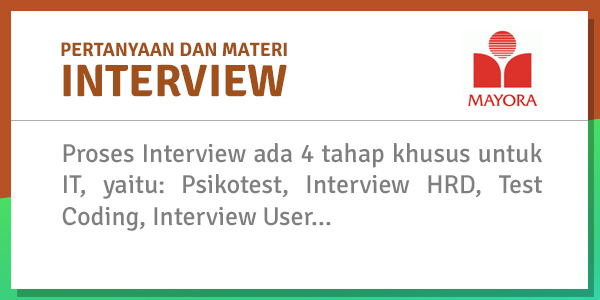 PERTANYAAN DAN MATERI
INTERVIEW
MAYORA
Proses Interview ada 4 tahap khusus untuk
IT, yaitu: Psikotest, Interview HRD, Test
Coding, Interview User...